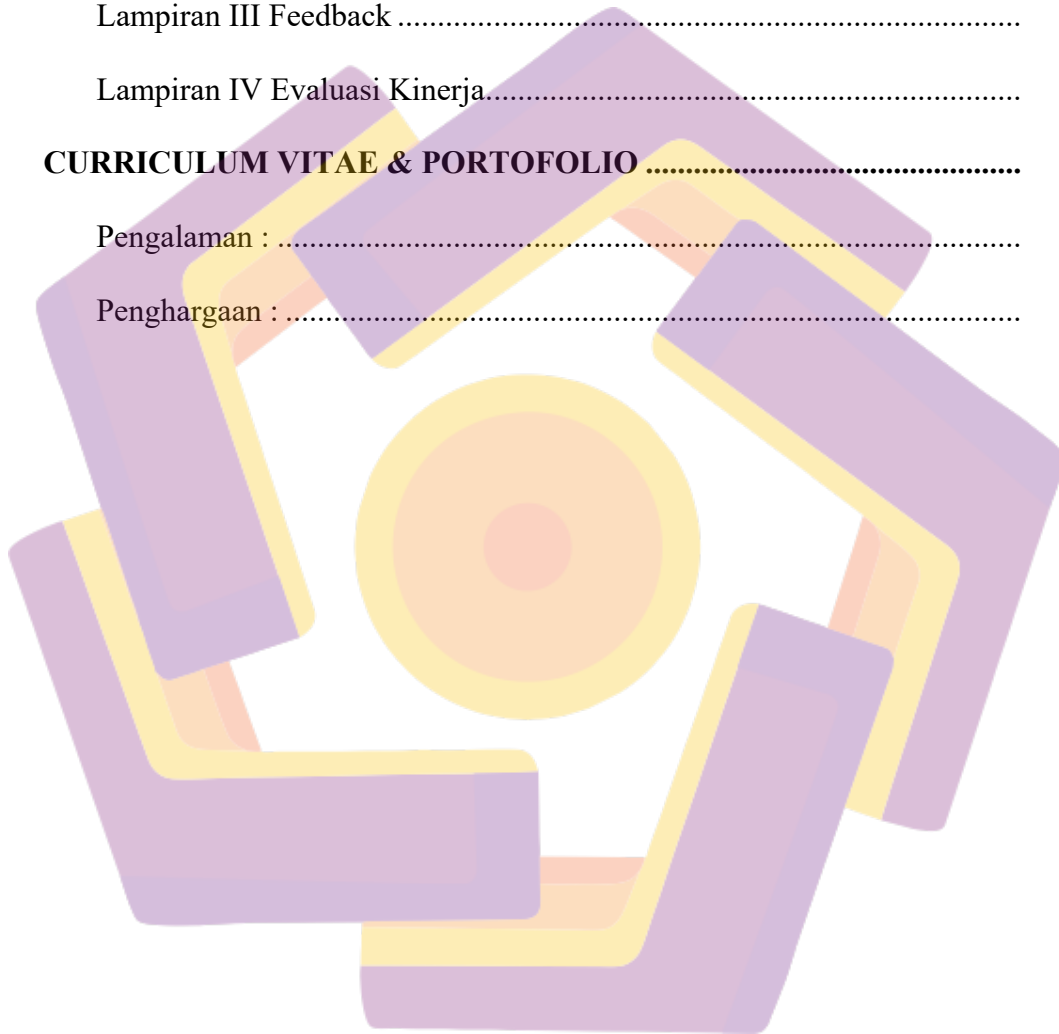 Lampiran III Feedback ..............................................................................
Lampiran IV Evaluasi Kinerja...................................................................
CURRICULUM VITAE & PORTOFOLIO ..............................................
Pengalaman : .............................................................................................
Penghargaan : ............................................................................................